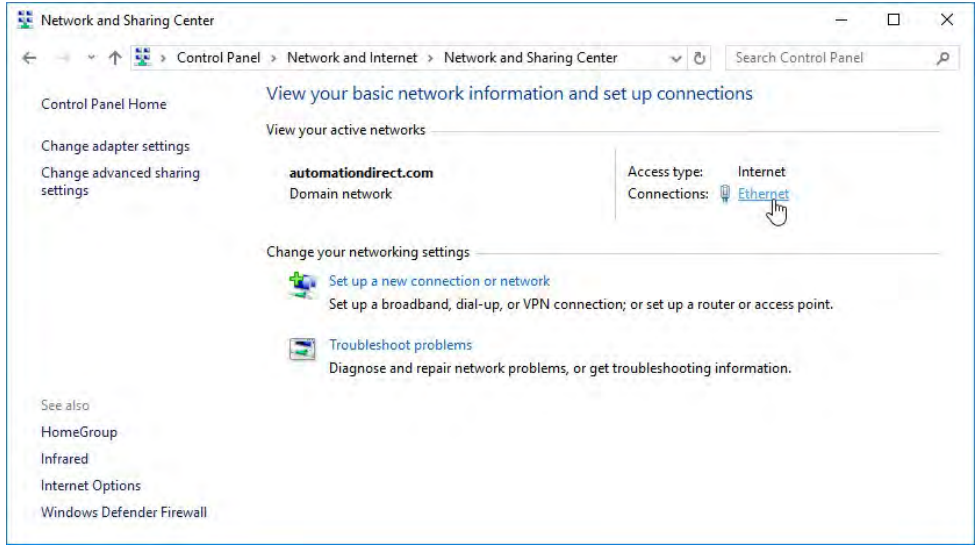 Network and Sharing Center
Control Panel > Network and Internet > Network and Sharing Center
Search Control Panel
Control Panel Home
Change adapter settings
Change advanced sharing
settings
View your basic network information and set up connections
View your active networks
automationdirect.com
Domain network
Access type: Internet
Connections: Ethernet
Change your networking settings
Set up a new connection or network
Set up a broadband, dial-up, or VPN connection; or set up a router or access point.
Troubleshoot problems
Diagnose and repair network problems, or get troubleshooting information.
See also
HomeGroup
Infrared
Internet Options
Windows Defender Firewall